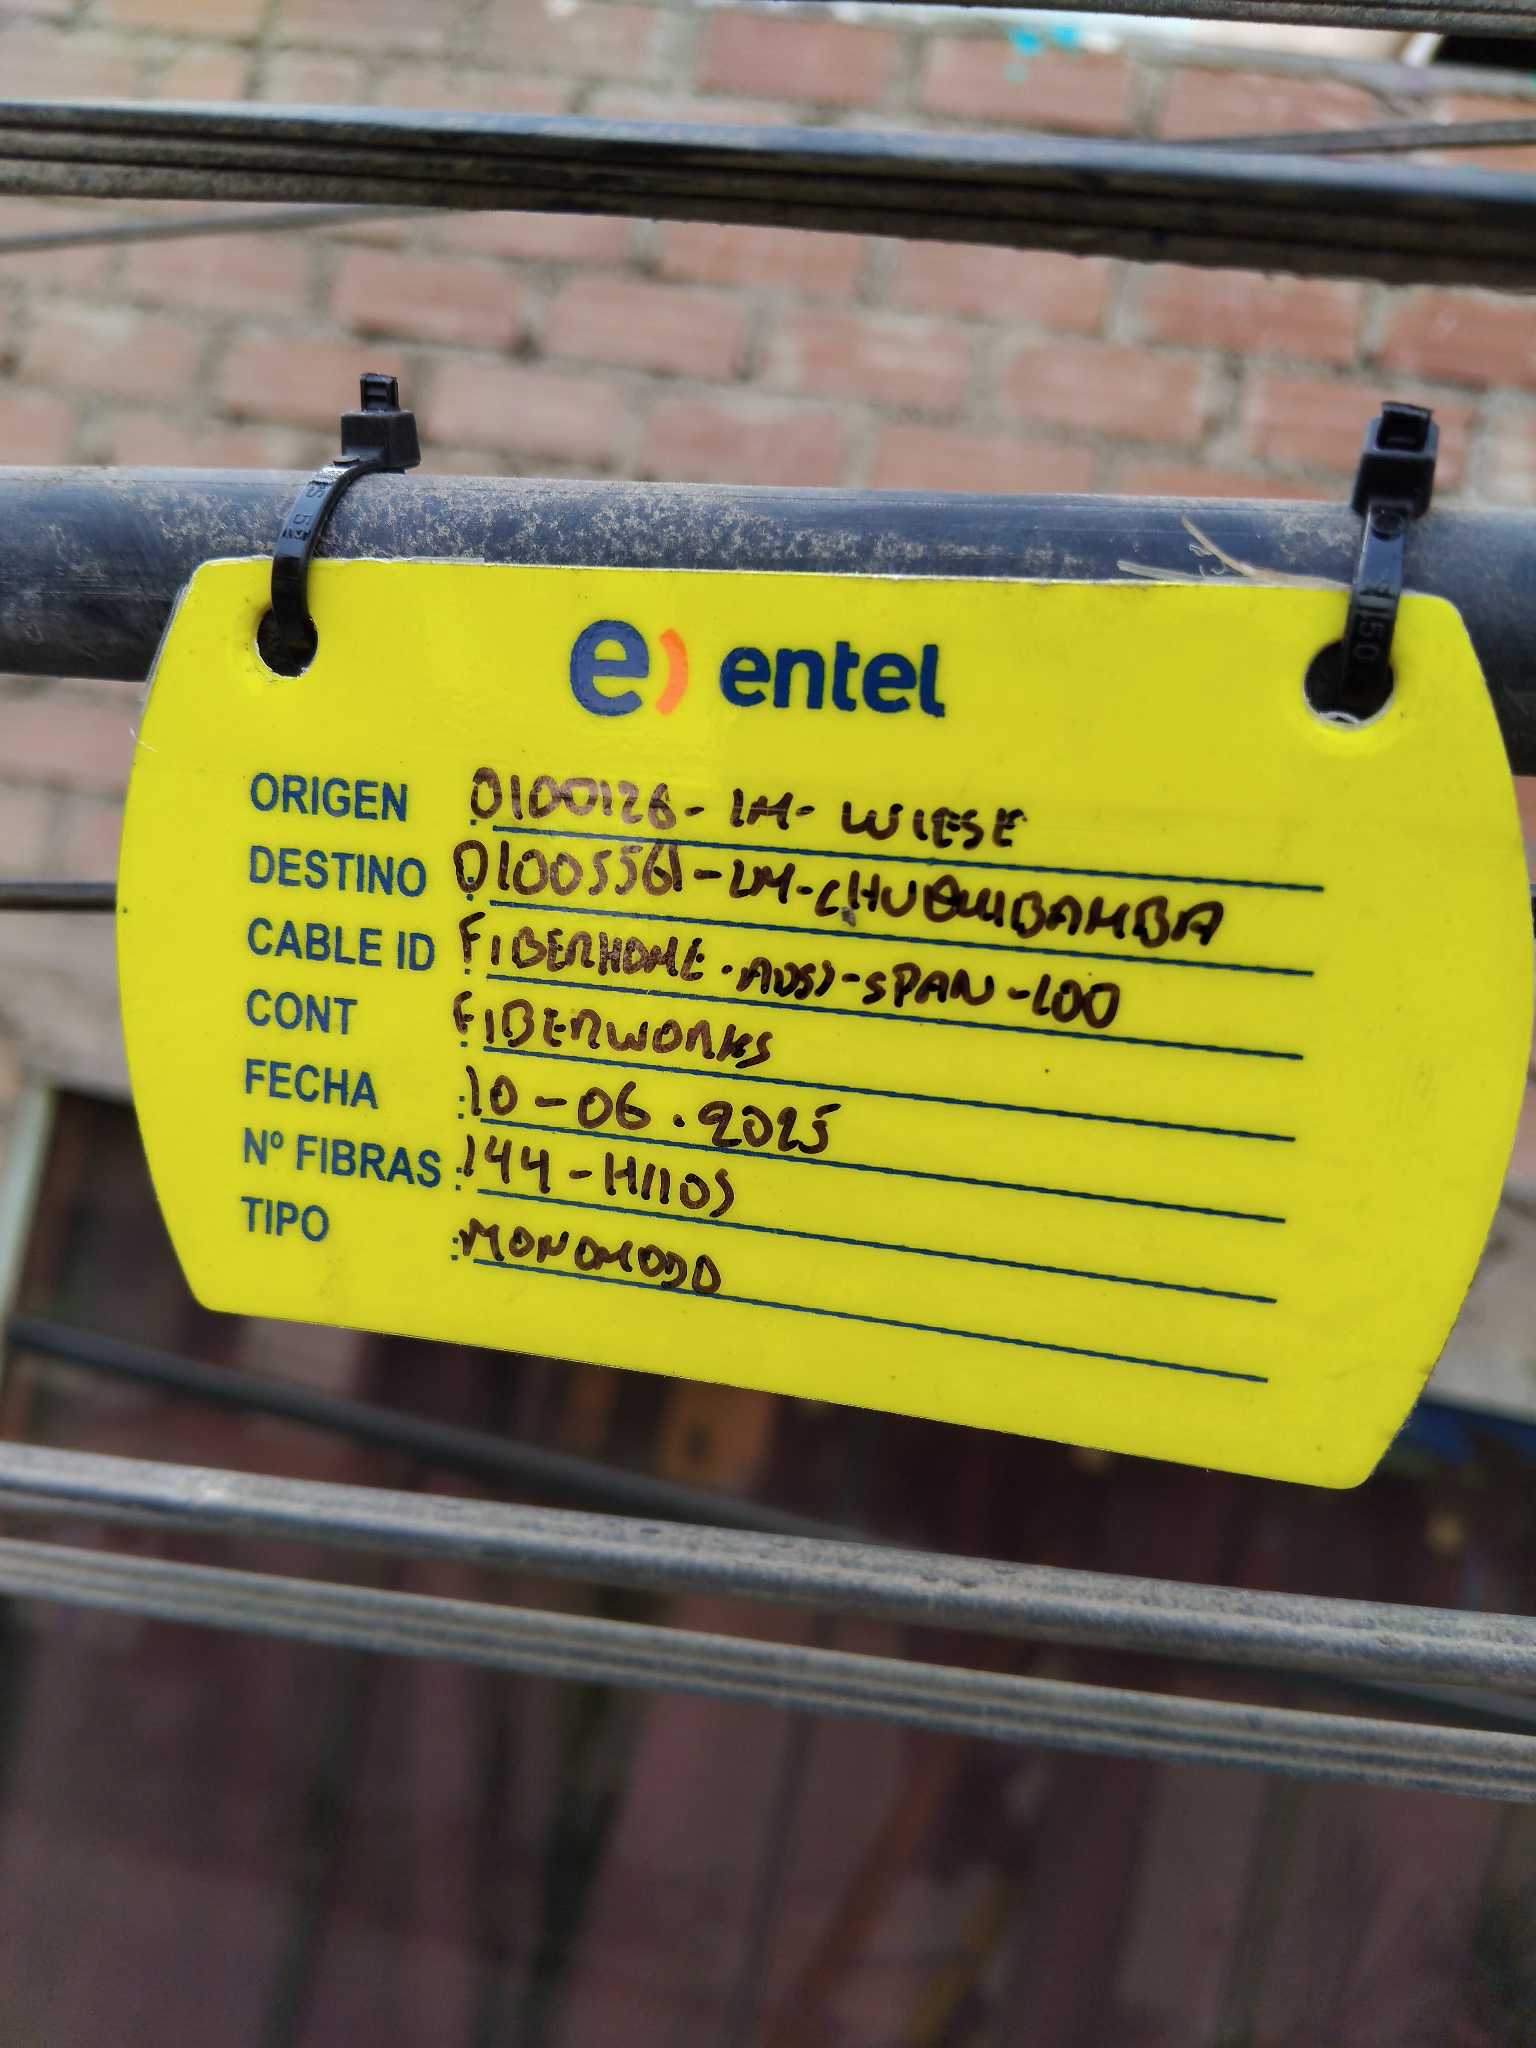 e) entel
ORIGEN : 0100126-LM-WIESE
DESTINO : 0100556-LM-CHUQUIBAMBA
CABLE ID : FIBERHOME-ADSS-SPAN-100
CONT : FIBERWORKS
FECHA : 10-06.2025
Nº FIBRAS : 144-HIlOS
TIPO : MONOMODO